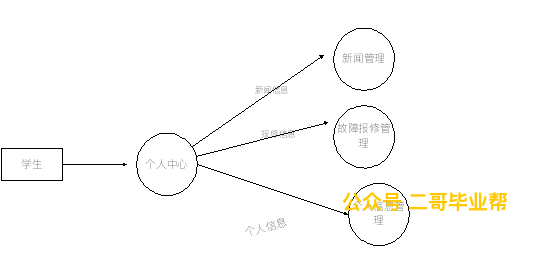 新闻管理
新闻信息
故障报修管
理
报修信息
学生
个人中心
公众号 二哥毕业帮
理
个人信息